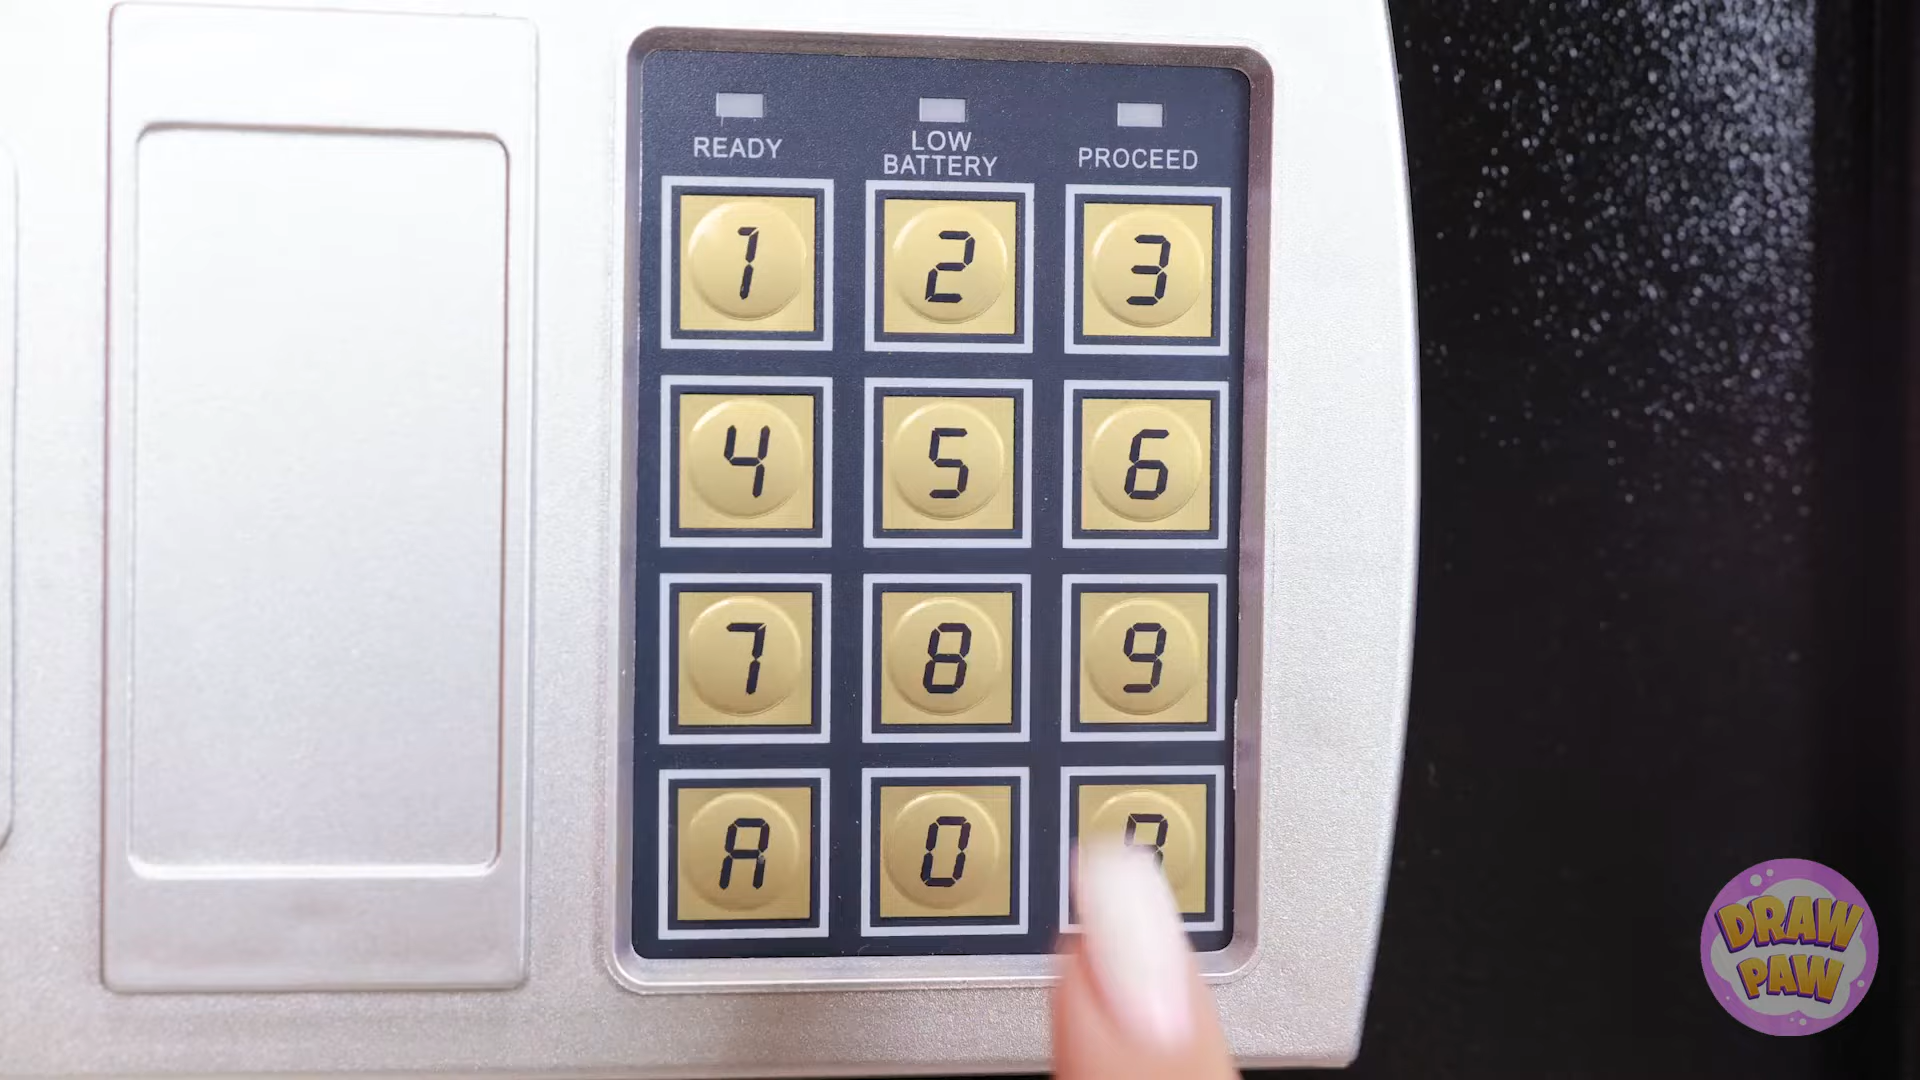 READY
LOW
BATTERY
PROCEED
1 2 3
4 5 6
7 8 9
A 0
DRAW
PAW